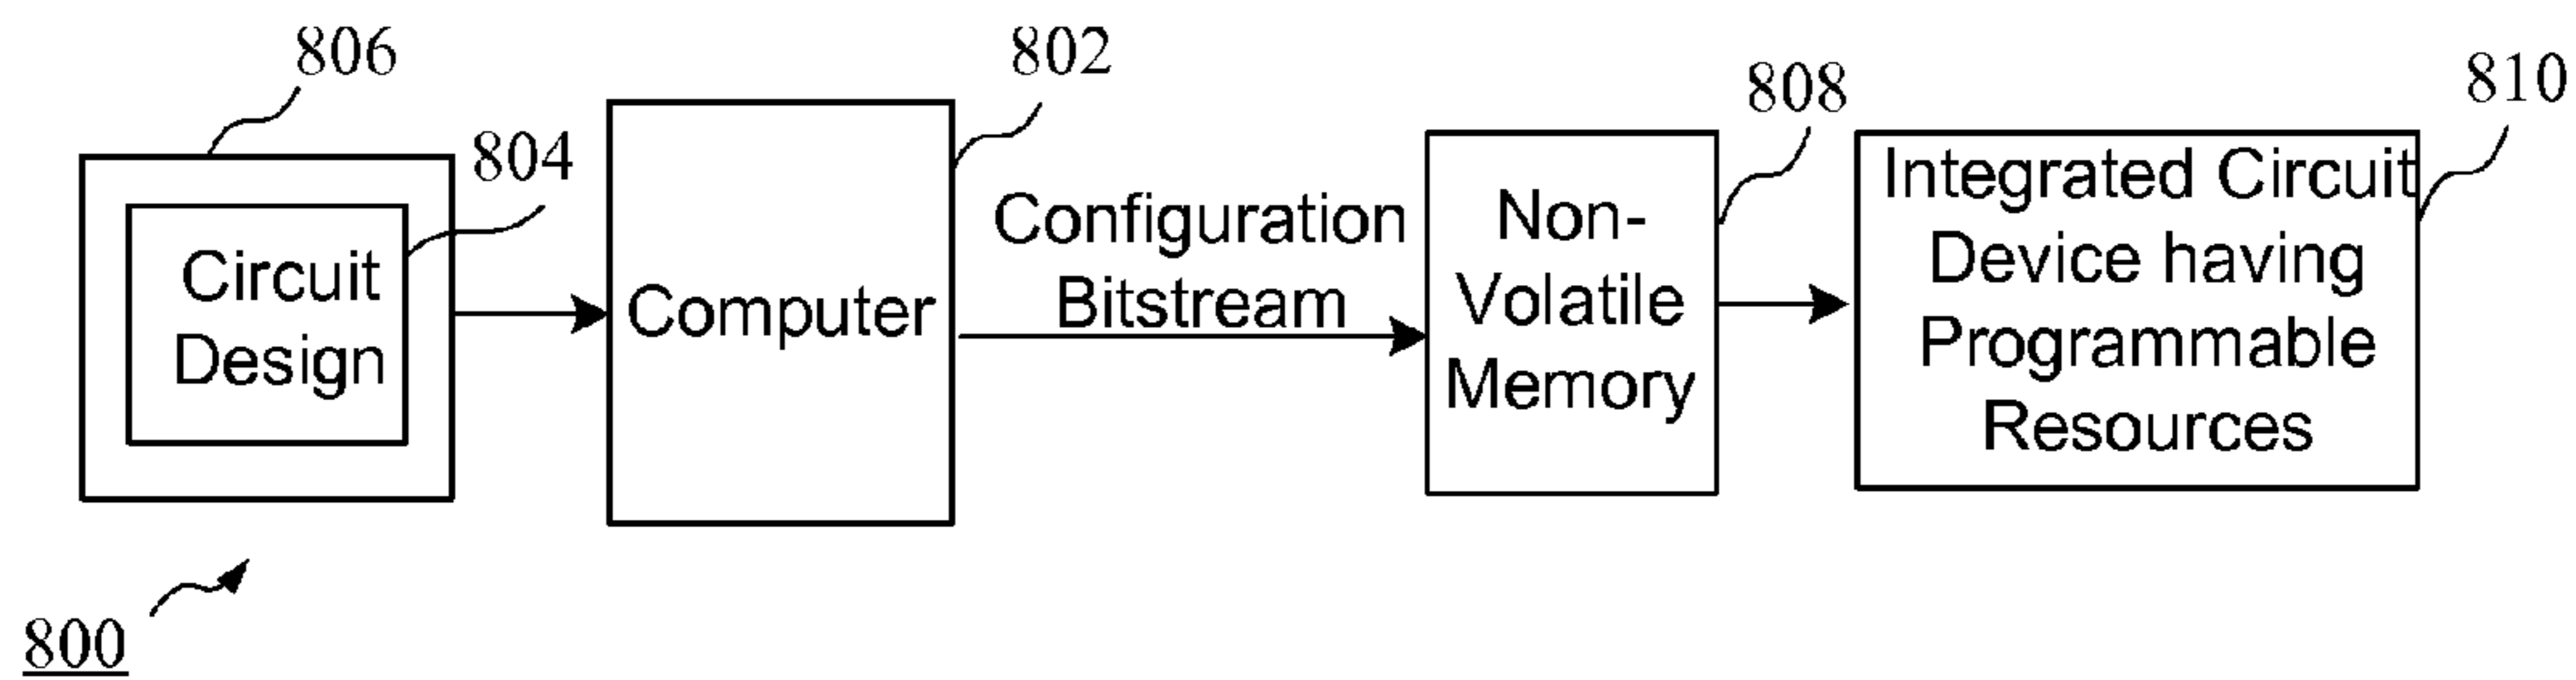 806
804
Circuit
Design
802
Computer
Configuration
Bitstream
808
Non-
Volatile
Memory
810
Integrated Circuit
Device having
Programmable
Resources
800